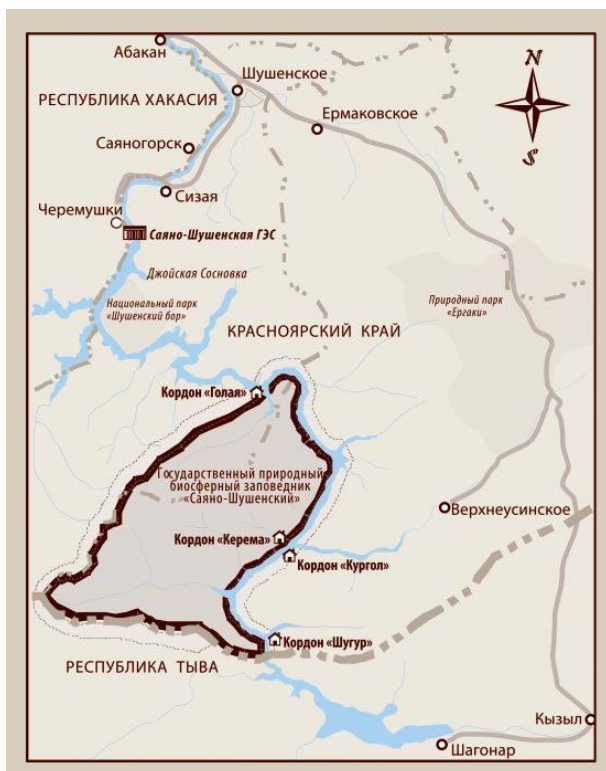 N
Абакан
Шушенское
РЕСПУБЛИКА ХАКАСИЯ
Ермаковское
S
Саяногорск
Сизая
Черемушки
Саяно-Шушенская ГЭС
Джойская Сосновка
Национальный парк
«Шушенский бор»
Природный парк
«Ергаки»
КРАСНОЯРСКИЙ КРАЙ
Кордон «Голая»
Государственный природный
биосферный заповедник
«Саяно-Шушенский»
Верхнеусинское
Кордон «Керема»
Кордон «Кургол»
Кордон «Шугур»
РЕСПУБЛИКА ТЫВА
Кызыл
Шагонар